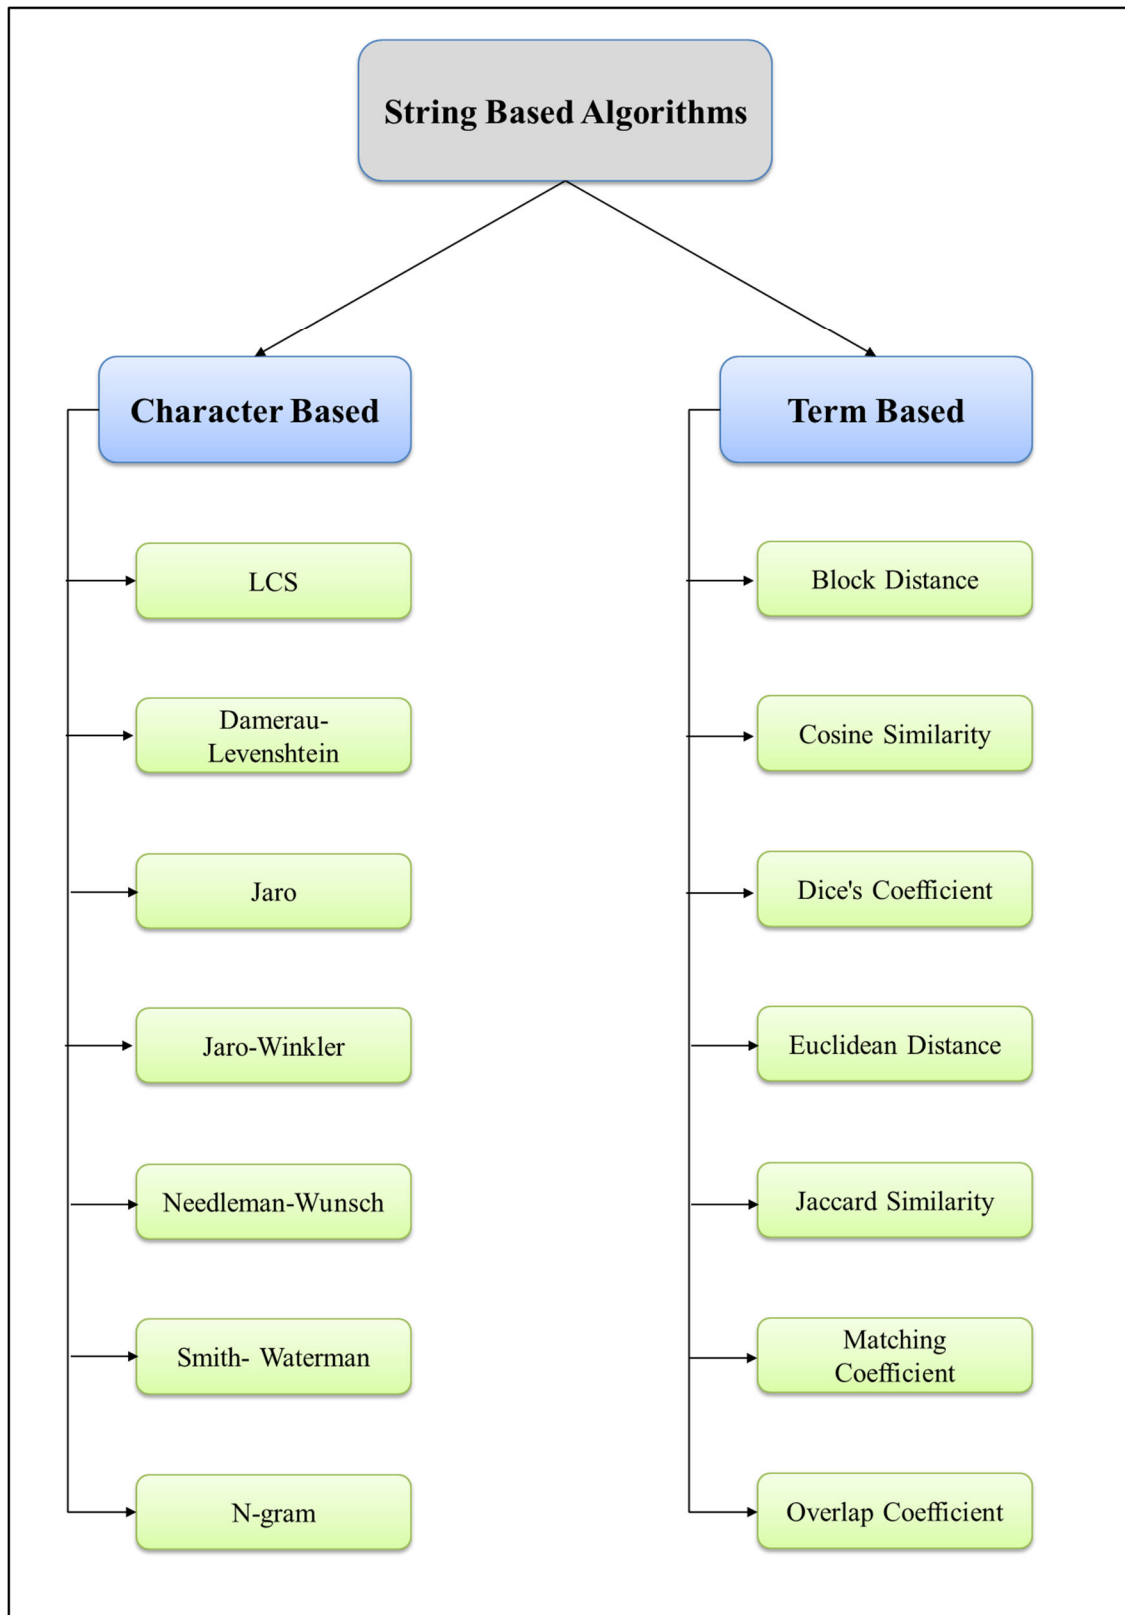 String Based Algorithms
Character Based
LCS
Damerau-
Levenshtein
Jaro
Jaro-Winkler
Needleman-Wunsch
Smith- Waterman
N-gram
Term Based
Block Distance
Cosine Similarity
Dice's Coefficient
Euclidean Distance
Jaccard Similarity
Matching
Coefficient
Overlap Coefficient